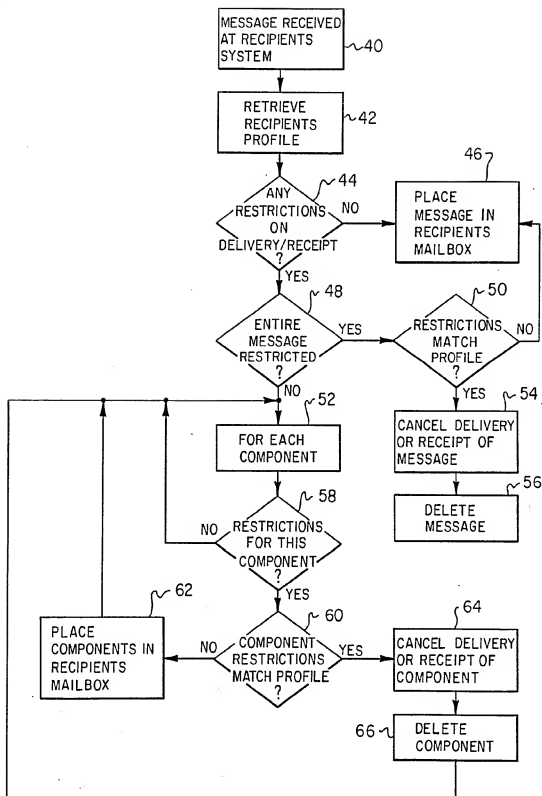 MESSAGE RECEIVED
AT RECIPIENTS
SYSTEM
40
RETRIEVE
RECIPIENTS
PROFILE
42
44
ANY
RESTRICTIONS
ON
DELIVERY/RECEIPT
?
NO
YES
46
PLACE
MESSAGE IN
RECIPIENTS
MAILBOX
48
ENTIRE
MESSAGE
RESTRICTED
?
YES
NO
50
RESTRICTIONS
MATCH
PROFILE
?
NO
YES
52
FOR EACH
COMPONENT
54
CANCEL DELIVERY
OR RECEIPT OF
MESSAGE
56
DELETE
MESSAGE
58
RESTRICTIONS
FOR THIS
COMPONENT
?
NO
YES
60
COMPONENT
RESTRICTIONS
MATCH PROFILE
?
NO
YES
62
PLACE
COMPONENTS IN
RECIPIENTS
MAILBOX
64
CANCEL DELIVERY
OR RECEIPT OF
COMPONENT
66
DELETE
COMPONENT